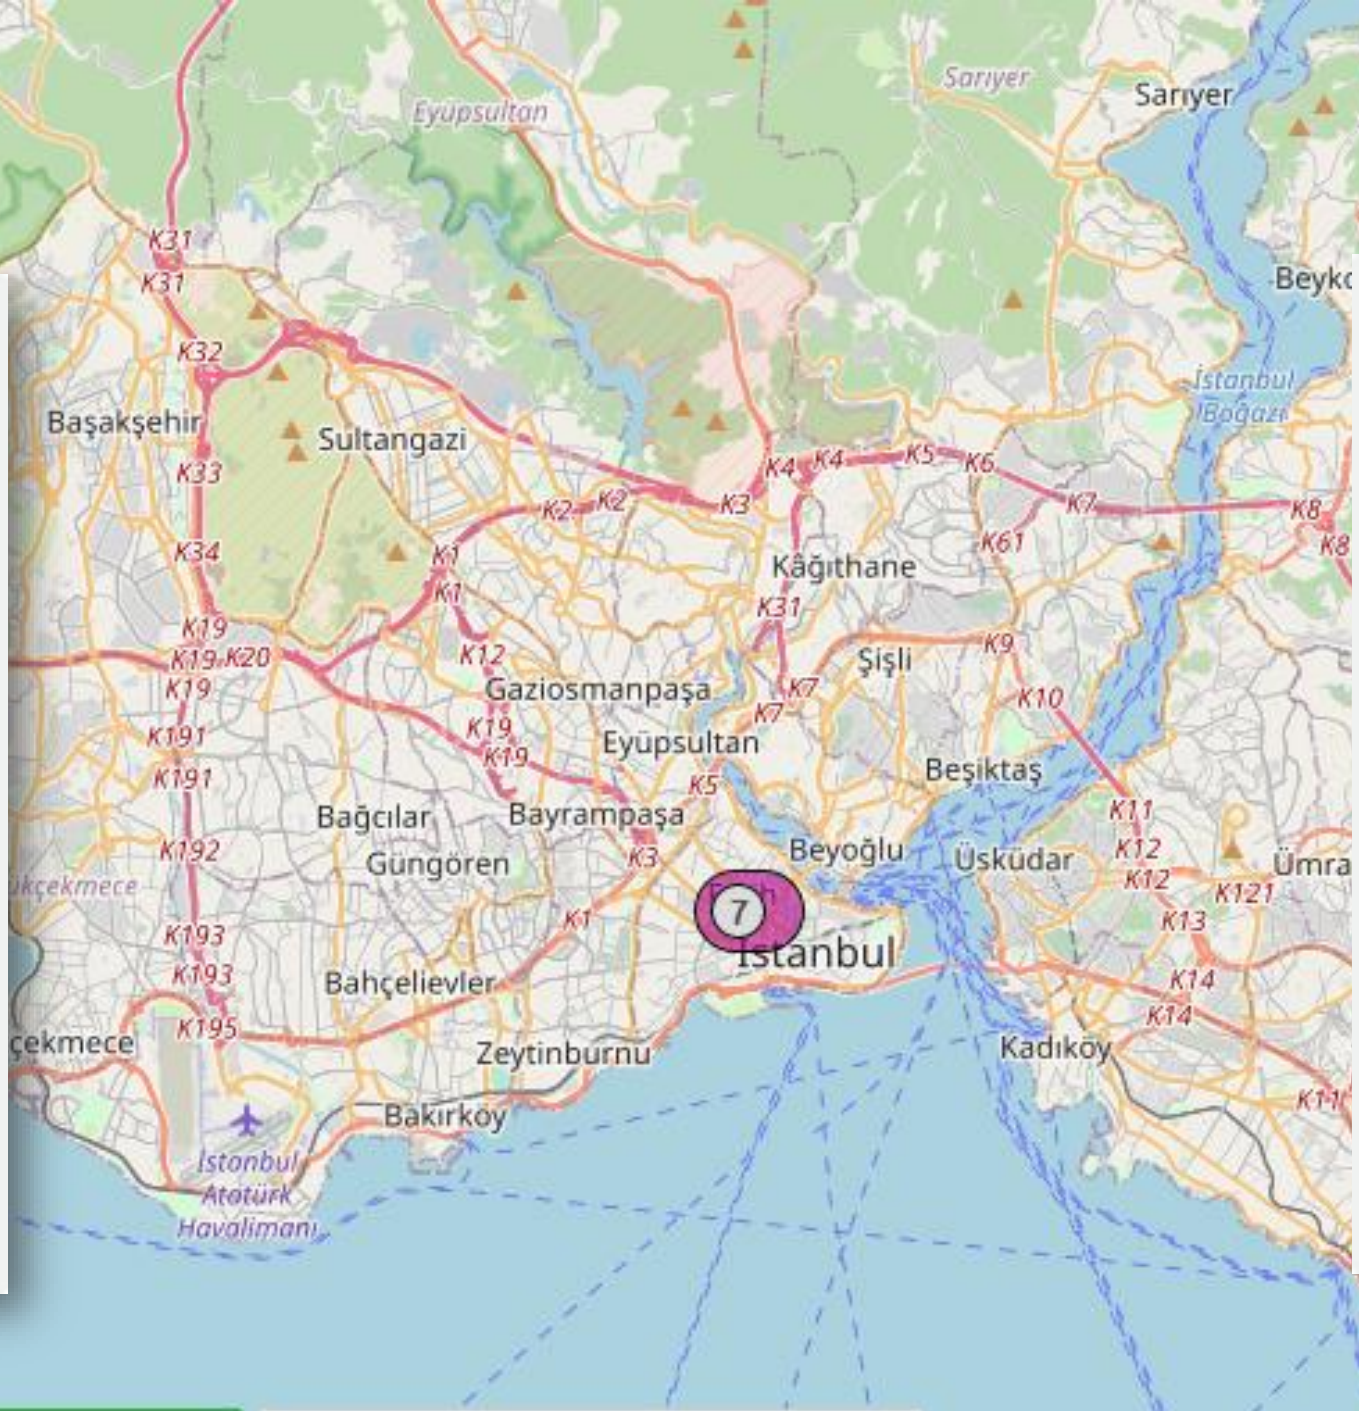 Sarıyer
Sarıyer
Eyüpsultan
K31
K31
Beyko
K32
İstanbul
Boğazı
Başakşehir
Sultangazi
K33
K4
K4
K5
K6
K2
K2
K3
K7
K8
K8
K34
K1
K61
Kâğıthane
K1
K31
K19
K9
K19
K20
K12
Şişli
K19
Gaziosmanpaşa
K7
K10
K7
K191
K19
Eyüpsultan
K19
K191
K5
Beşiktaş
Bağcılar
Bayrampaşa
K11
K192
Güngören
K3
Beyoğlu
Üsküdar
K12
Ümra
K12
ükçekmece
K121
7
K1
K13
K193
İstanbul
K193
Bahçelievler
K14
K14
K195
çekmece
Zeytinburnu
Kadıköy
K11
Bakırköy
İstanbul
Atatürk
Havalimanı